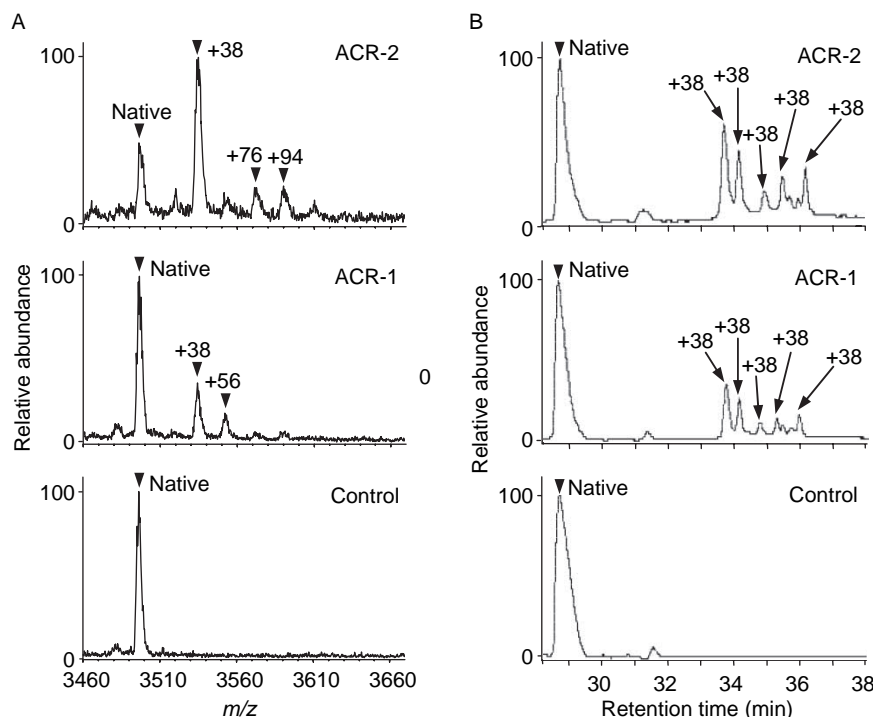 A
ACR-2
100
Native
+38
+76
+94
0
ACR-1
100
Native
+38
+56
0
Control
100
Native
0
3460 3510 3560 3610 3660
m/z
Relative abundance
0
B
ACR-2
100
Native
+38
+38
+38
+38
+38
0
ACR-1
100
Native
+38
+38
+38
+38
+38
0
Control
100
Native
0
30 32 34 36 38
Retention time (min)
Relative abundance